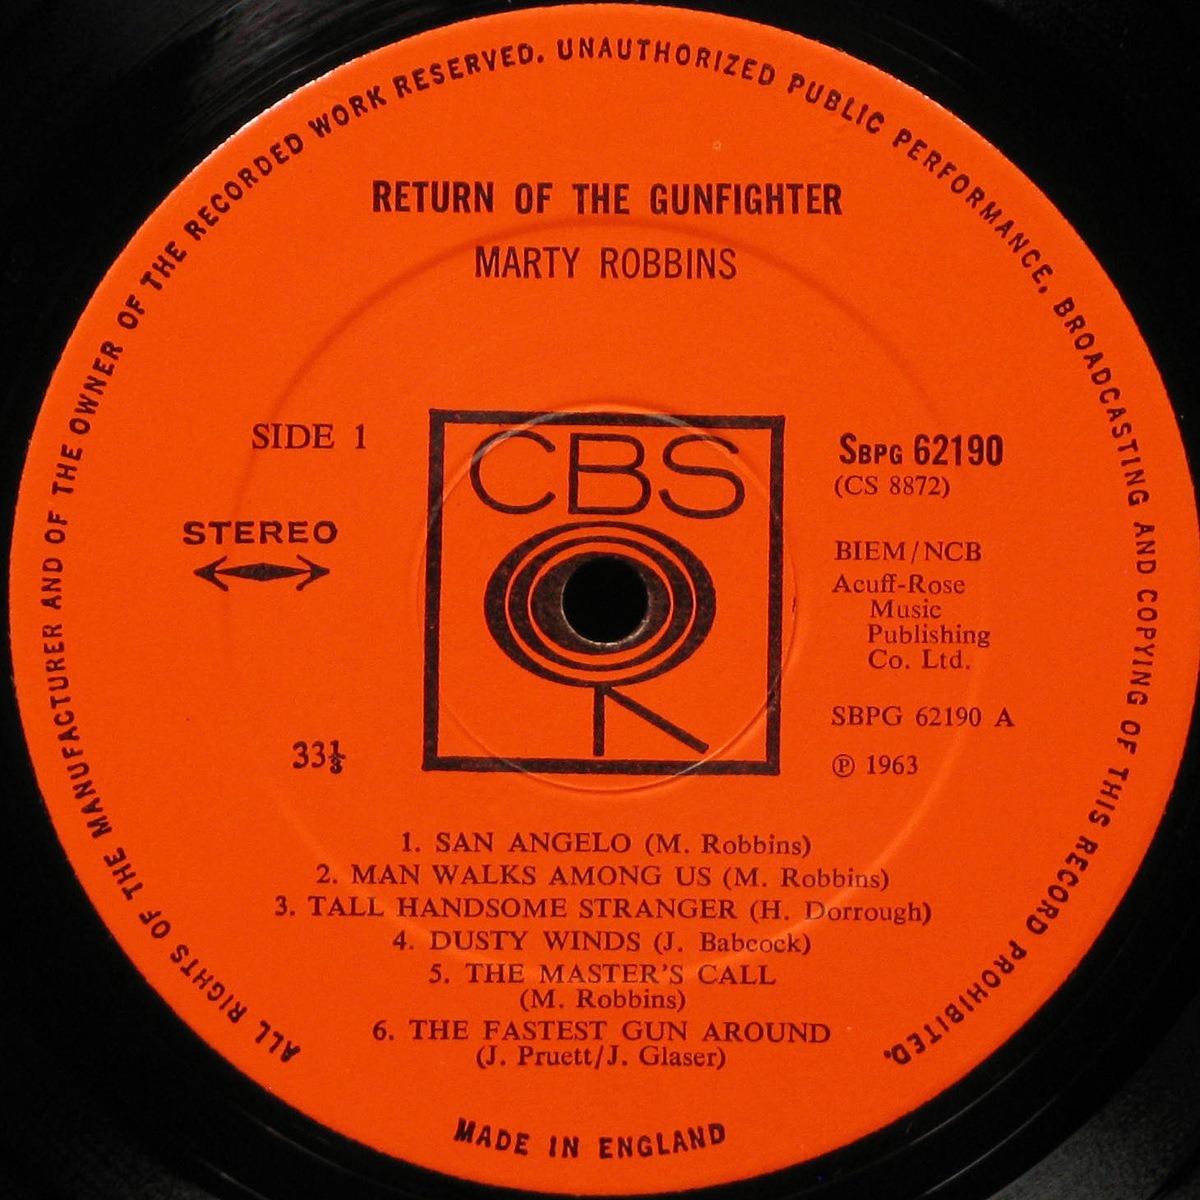 ALL RIGHTS OF THE MANUFACTURER AND OF THE OWNER OF THE RECORDED WORK RESERVED. UNAUTHORIZED PUBLIC PERFORMANCE, BROADCASTING AND COPYING OF THIS RECORD PROHIBITED.
RETURN OF THE GUNFIGHTER
MARTY ROBBINS
SIDE 1
STEREO
33⅓
CBS
SBPG 62190
(CS 8872)
BIEM/NCB
Acuff-Rose
Music
Publishing
Co. Ltd.
SBPG 62190 A
℗ 1963
1. SAN ANGELO (M. Robbins)
2. MAN WALKS AMONG US (M. Robbins)
3. TALL HANDSOME STRANGER (H. Dorrough)
4. DUSTY WINDS (J. Babcock)
5. THE MASTER'S CALL
(M. Robbins)
6. THE FASTEST GUN AROUND
(J. Pruett/J. Glaser)
MADE IN ENGLAND